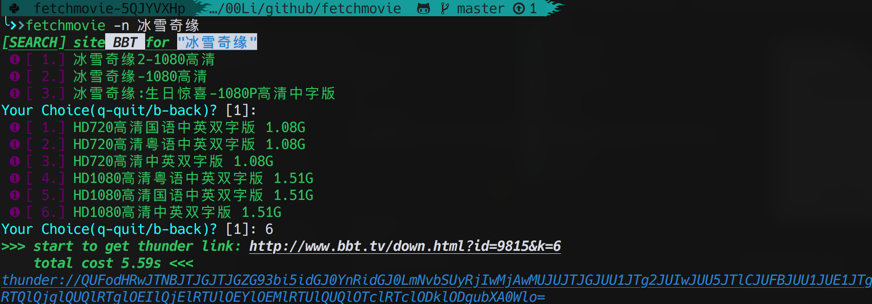 fetchmovie-5QJYVXHp …/00Li/github/fetchmovie master 1
fetchmovie -n 冰雪奇缘
[SEARCH] site BBT for "冰雪奇缘"
[ 1.] 冰雪奇缘2-1080高清
[ 2.] 冰雪奇缘-1080高清
[ 3.] 冰雪奇缘:生日惊喜-1080P高清中字版
Your Choice(q-quit/b-back)? [1]:
[ 1.] HD720高清国语中英双字版 1.08G
[ 2.] HD720高清粤语中英双字版 1.08G
[ 3.] HD720高清中英双字版 1.08G
[ 4.] HD1080高清粤语中英双字版 1.51G
[ 5.] HD1080高清国语中英双字版 1.51G
[ 6.] HD1080高清中英双字版 1.51G
Your Choice(q-quit/b-back)? [1]: 6
>>> start to get thunder link: http://www.bbt.tv/down.html?id=9815&k=6
total cost 5.59s <<<
thunder://QUFodHRwJTNBJTJGJTJGZG93bi5idGJ0YnRidGJ0LmNvbSUyRjIwMjAwMUJUJTJGJUU1JTg2JUIwJUU5JTlCJUFBJUU1JUE1JTg
RTQlQjglQUQlRTglOEIlQjElRTUlOEYlOEMlRTUlQUQlOTclRTclODklODgubXA0Wlo=